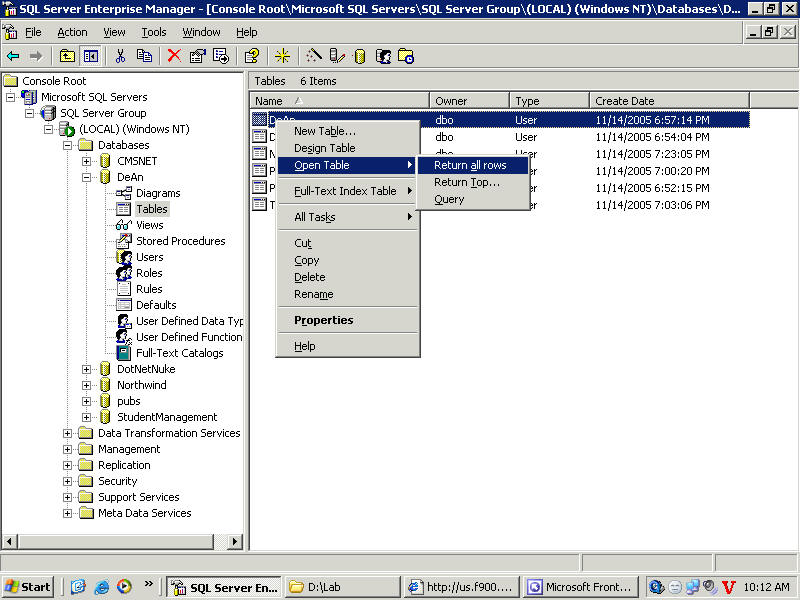 SQL Server Enterprise Manager - [Console Root\Microsoft SQL Servers\SQL Server Group\(LOCAL) (Windows NT)\Databases\D...
File Action View Tools Window Help
Console Root
Microsoft SQL Servers
SQL Server Group
(LOCAL) (Windows NT)
Databases
CMSNET
DeAn
Diagrams
Tables
Views
Stored Procedures
Users
Roles
Rules
Defaults
User Defined Data Typ
User Defined Function
Full-Text Catalogs
DotNetNuke
Northwind
pubs
StudentManagement
Data Transformation Services
Management
Replication
Security
Support Services
Meta Data Services
Tables 6 Items
Name Owner Type Create Date
DeAn dbo User 11/14/2005 6:57:14 PM
D dbo User 11/14/2005 6:54:04 PM
N dbo User 11/14/2005 7:23:05 PM
P 11/14/2005 7:00:20 PM
P 11/14/2005 6:52:15 PM
T er 11/14/2005 7:03:06 PM
New Table...
Design Table
Open Table
Full-Text Index Table
All Tasks
Cut
Copy
Delete
Rename
Properties
Help
Return all rows
Return Top...
Query
Start
»
SQL Server En...
D:\Lab
http://us.f900....
Microsoft Front...
10:12 AM